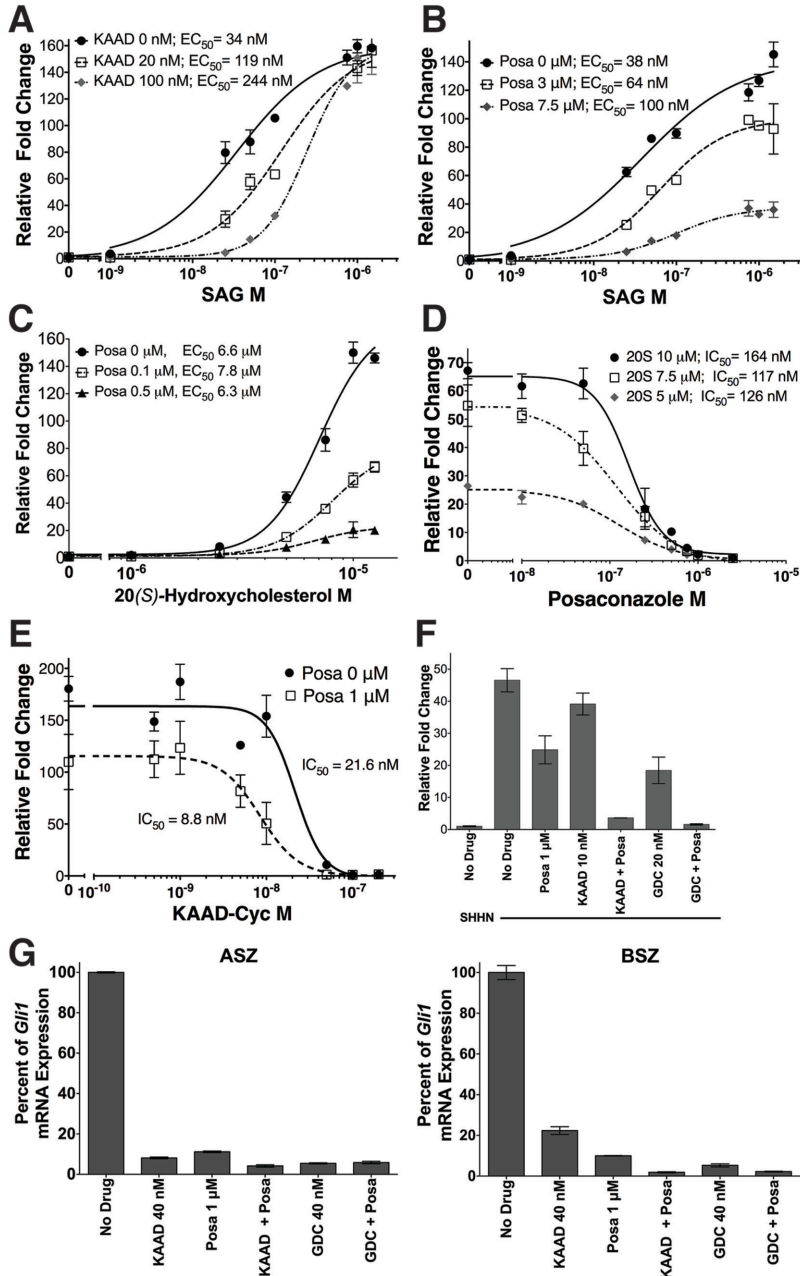 A
KAAD 0 nM; EC50 = 34 nM
KAAD 20 nM; EC50= 119 nM
KAAD 100 nM; EC50= 244 nM
Relative Fold Change
160
140
120
100
80
60
40
20
0
0
10-9
10-8
10-7
10-6
SAG M
B
Posa 0 µM; EC50= 38 nM
Posa 3 µM; EC50= 64 nM
Posa 7.5 µM; EC50= 100 nM
Relative Fold Change
140
120
100
80
60
40
20
0
0
10-9
10-8
10-7
10-6
SAG M
C
Posa 0 µM, EC50 6.6 µM
Posa 0.1 µM, EC50 7.8 µM
Posa 0.5 µM, EC50 6.3 µM
Relative Fold Change
160
140
120
100
80
60
40
20
0
0
10-6
10-5
20(S)-Hydroxycholesterol M
D
20S 10 µM; IC50= 164 nM
20S 7.5 µM; IC50= 117 nM
20S 5 µM; IC50= 126 nM
Relative Fold Change
70
60
50
40
30
20
10
0
0
10-8
10-7
10-6
10-5
Posaconazole M
E
Posa 0 µM
Posa 1 µM
IC50 = 21.6 nM
IC50 = 8.8 nM
Relative Fold Change
200
150
100
50
0
0
10-10
10-9
10-8
10-7
KAAD-Cyc M
F
Relative Fold Change
50
40
30
20
10
0
No Drug
No Drug
Posa 1 µM
KAAD 10 nM
KAAD + Posa
GDC 20 nM
GDC + Posa
SHHN
G
ASZ
Percent of Gli1
mRNA Expression
100
80
60
40
20
0
No Drug
KAAD 40 nM
Posa 1 µM
KAAD + Posa
GDC 40 nM
GDC + Posa
BSZ
Percent of Gli1
mRNA Expression
100
80
60
40
20
0
No Drug
KAAD 40 nM
Posa 1 µM
KAAD + Posa
GDC 40 nM
GDC + Posa